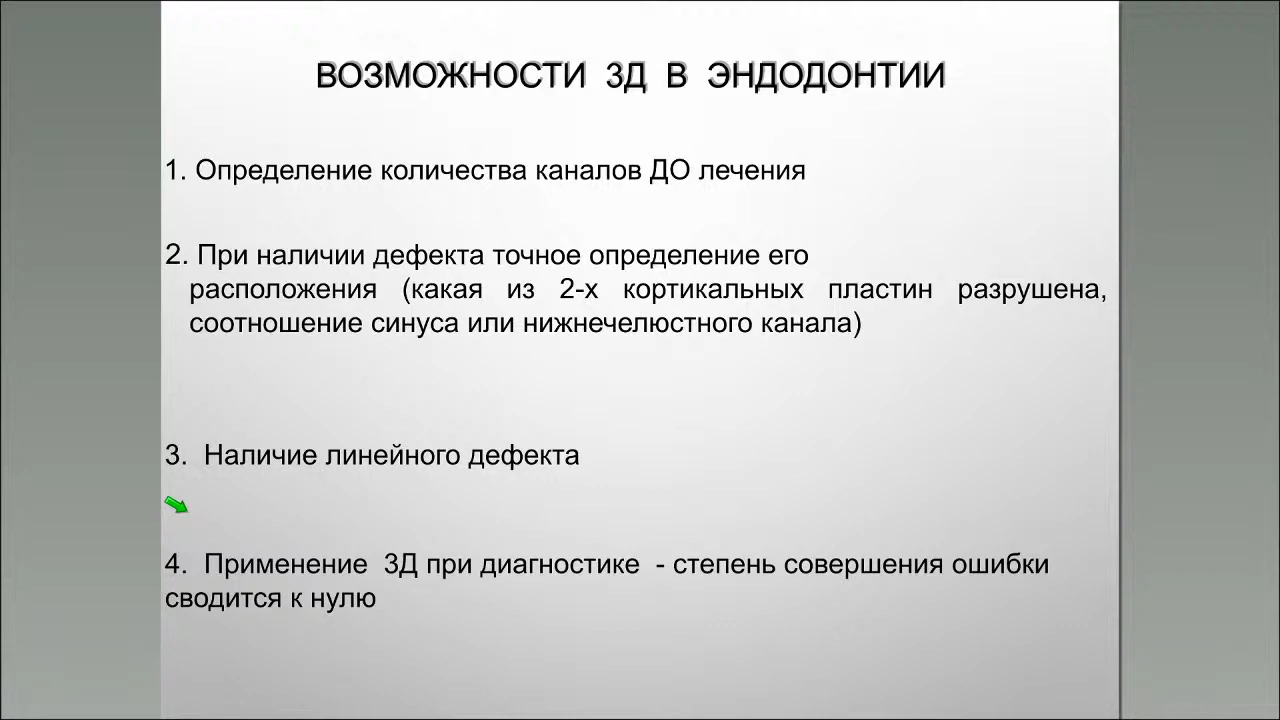 ВОЗМОЖНОСТИ 3Д В ЭНДОДОНТИИ
1. Определение количества каналов ДО лечения
2. При наличии дефекта точное определение его
расположения (какая из 2-х кортикальных пластин разрушена,
соотношение синуса или нижнечелюстного канала)
3. Наличие линейного дефекта
4. Применение 3Д при диагностике - степень совершения ошибки
сводится к нулю